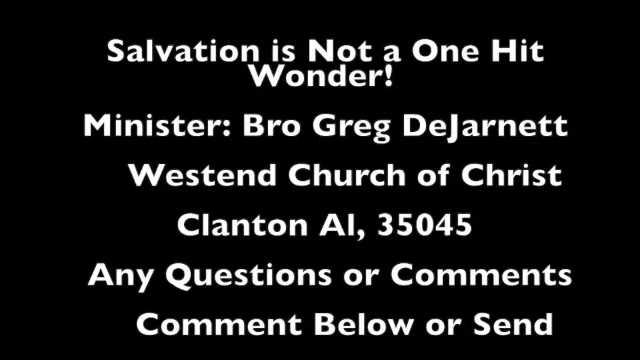 Salvation is Not a One Hit
Wonder!
Minister: Bro Greg DeJarnett
Westend Church of Christ
Clanton Al, 35045
Any Questions or Comments
Comment Below or Send